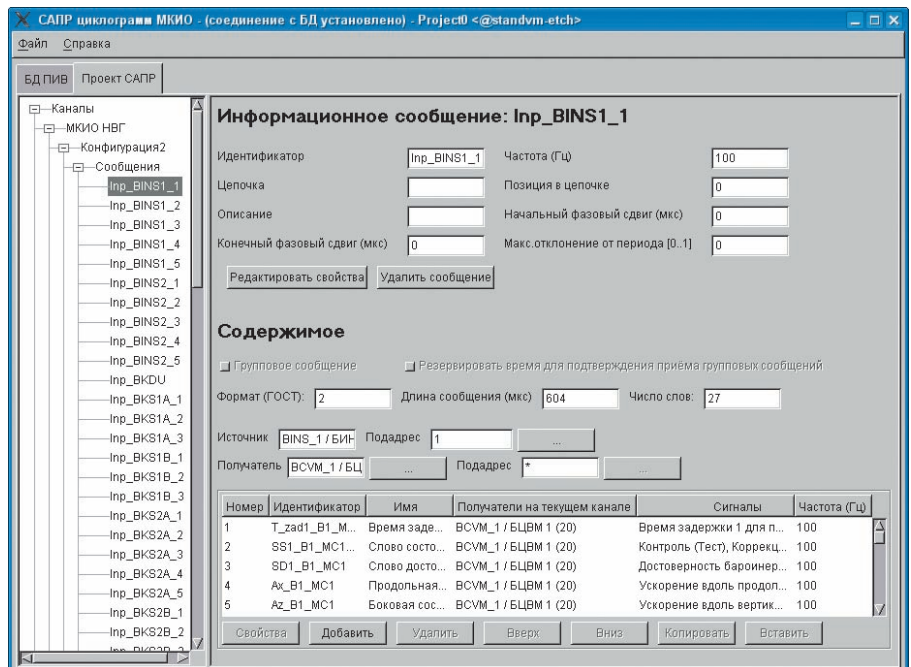 САПР циклограмм МКИО - (соединение с БД установлено) - Project0 <@standvm-etch>
Файл Справка
БД ПИВ Проект САПР
Каналы
МКИО НВГ
Конфигурация2
Сообщения
Inp_BINS1_1
Inp_BINS1_2
Inp_BINS1_3
Inp_BINS1_4
Inp_BINS1_5
Inp_BINS2_1
Inp_BINS2_2
Inp_BINS2_3
Inp_BINS2_4
Inp_BINS2_5
Inp_BKDU
Inp_BKS1A_1
Inp_BKS1A_2
Inp_BKS1A_3
Inp_BKS1B_1
Inp_BKS1B_2
Inp_BKS1B_3
Inp_BKS2A_1
Inp_BKS2A_2
Inp_BKS2A_3
Inp_BKS2A_4
Inp_BKS2A_5
Inp_BKS2B_1
Inp_BKS2B_2
Информационное сообщение: Inp_BINS1_1
Идентификатор Inp_BINS1_1 Частота (Гц) 100
Цепочка Позиция в цепочке 0
Описание Начальный фазовый сдвиг (мкс) 0
Конечный фазовый сдвиг (мкс) 0 Макс.отклонение от периода [0..1] 0
Редактировать свойства Удалить сообщение
Содержимое
Групповое сообщение Резервировать время для подтверждения приёма групповых сообщений
Формат (ГОСТ): 2 Длина сообщения (мкс) 604 Число слов: 27
Источник BINS_1 / БИН Подадрес 1 ...
Получатель BCVM_1 / БЦ ... Подадрес * ...
Номер Идентификатор Имя Получатели на текущем канале Сигналы Частота (Гц)
1 T_zad1_B1_M... Время заде... BCVM_1 / БЦВМ 1 (20) Время задержки 1 для п... 100
2 SS1_B1_MC1... Слово состо... BCVM_1 / БЦВМ 1 (20) Контроль (Тест), Коррекц... 100
3 SD1_B1_MC1 Слово досто... BCVM_1 / БЦВМ 1 (20) Достоверность бароинер... 100
4 Ax_B1_MC1 Продольная... BCVM_1 / БЦВМ 1 (20) Ускорение вдоль продол... 100
5 Az_B1_MC1 Боковая сос... BCVM_1 / БЦВМ 1 (20) Ускорение вдоль вертик... 100
Свойства Добавить Удалить Вверх Вниз Копировать Вставить